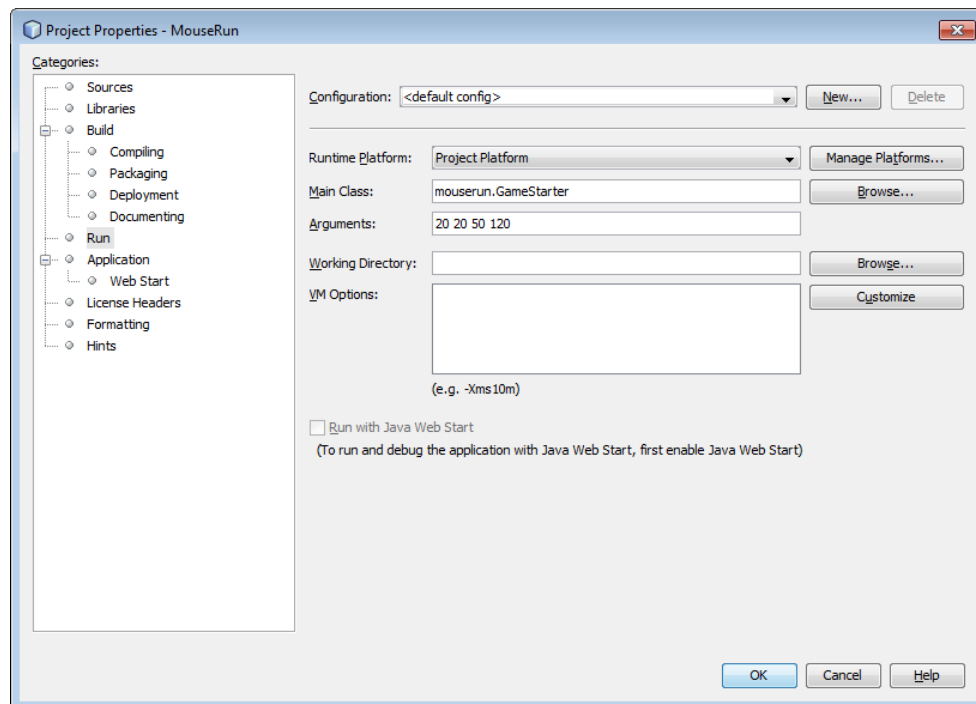 Project Properties - MouseRun
Categories:
Sources
Libraries
Build
Compiling
Packaging
Deployment
Documenting
Run
Application
Web Start
License Headers
Formatting
Hints
Configuration: <default config> New... Delete
Runtime Platform: Project Platform Manage Platforms...
Main Class: mouserun.GameStarter Browse...
Arguments: 20 20 50 120
Working Directory: Browse...
VM Options: Customize
(e.g. -Xms10m)
Run with Java Web Start
(To run and debug the application with Java Web Start, first enable Java Web Start)
OK Cancel Help